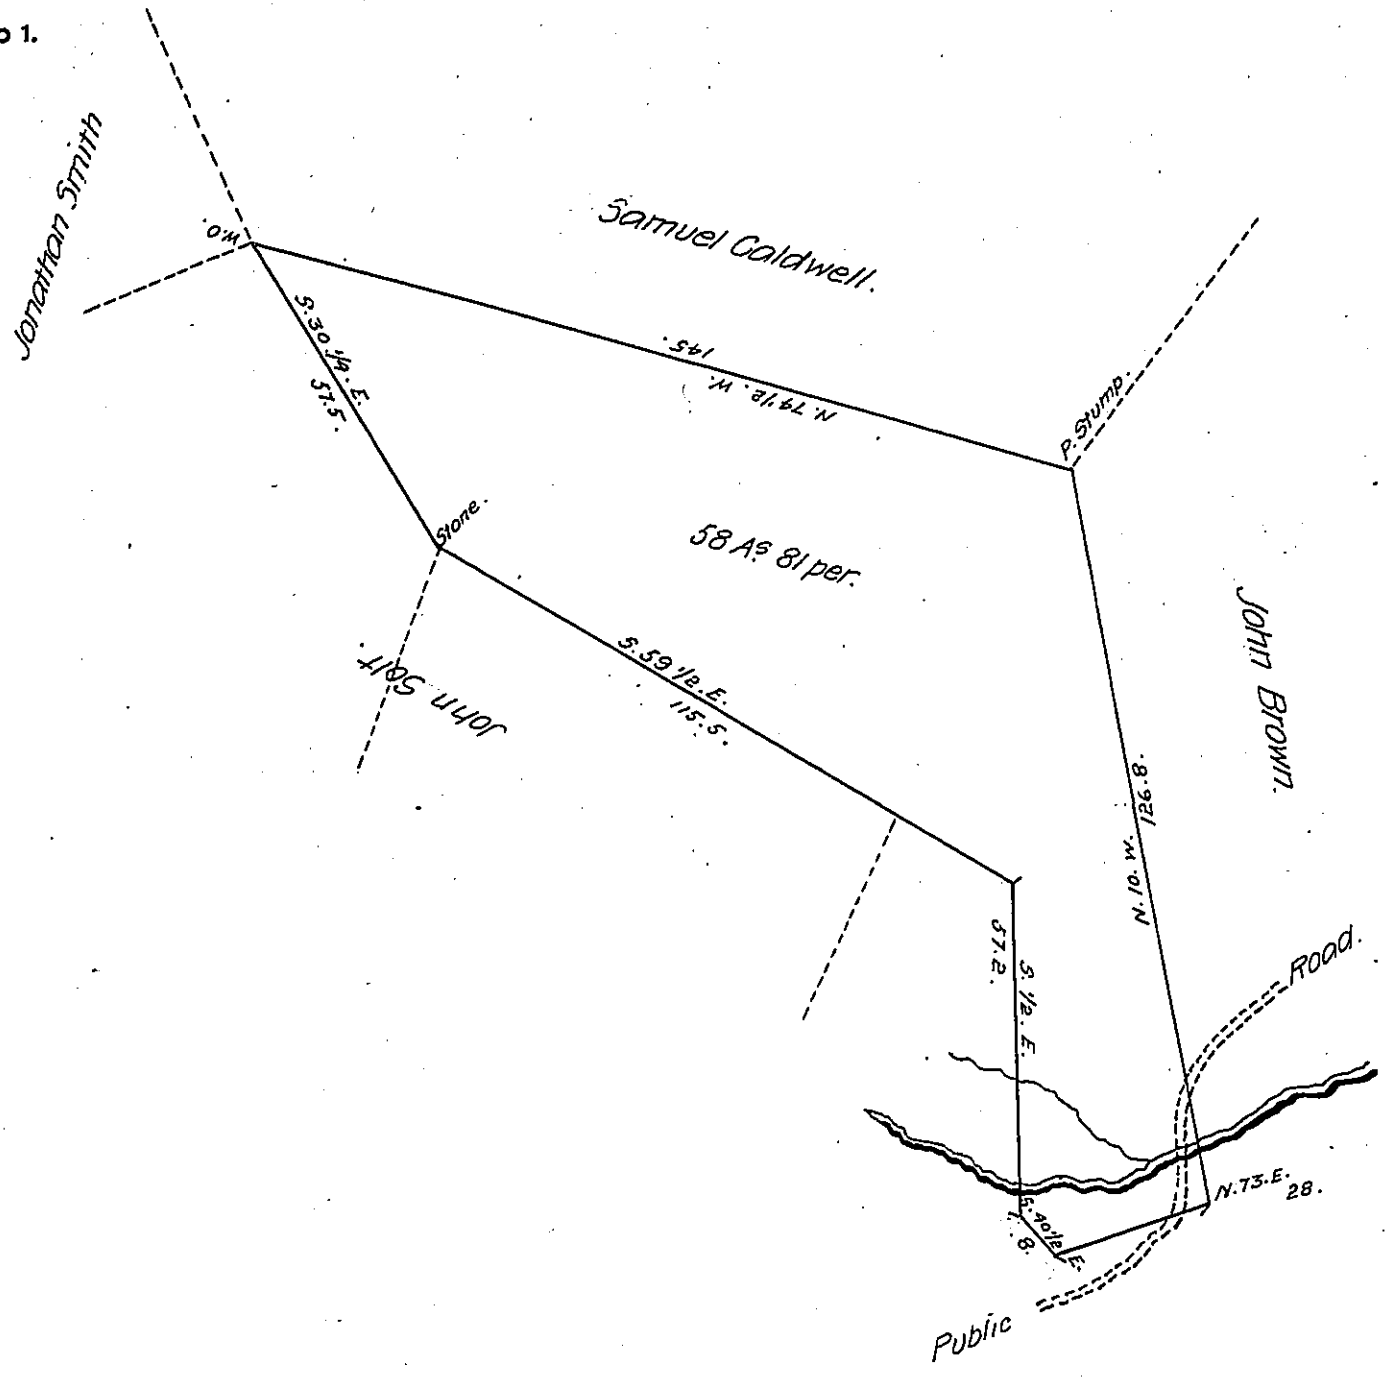 o 1.
Jonathan Smith
W.O.
Samuel Caldwell.
S. 30 1/4. E.
57.5.
N. 74 1/2. W.
145.
P. Stump.
Stone.
58 As 81 per.
John Solt.
S. 59 1/2. E.
115.5.
John Brown.
N. 10 W.
129.8.
S. 1/2. E.
57.2.
Road.
S. 40 1/2 E.
8.
N. 73. E.
28.
Public